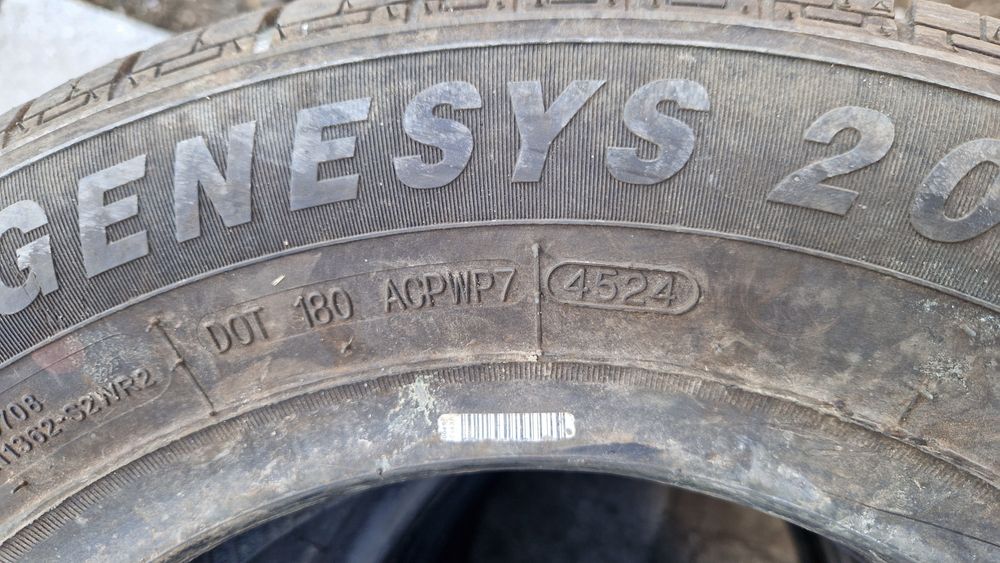 GENESYS 20
DOT 180 ACPWP7 4524
708
11362-S2WR2